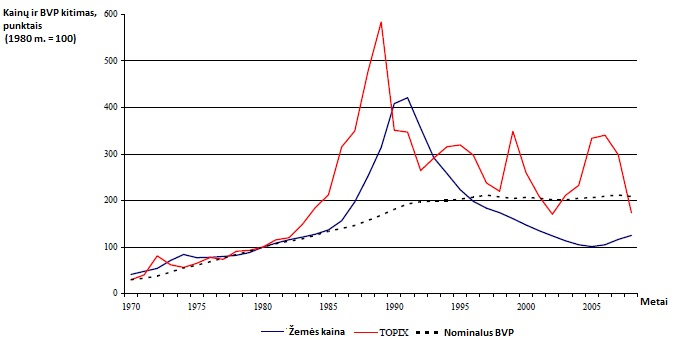 Kainų ir BVP kitimas,
punktais
(1980 m. = 100)
600
500
400
300
200
100
0
1970 1975 1980 1985 1990 1995 2000 2005
Metai
Žemės kaina TOPIX Nominalus BVP